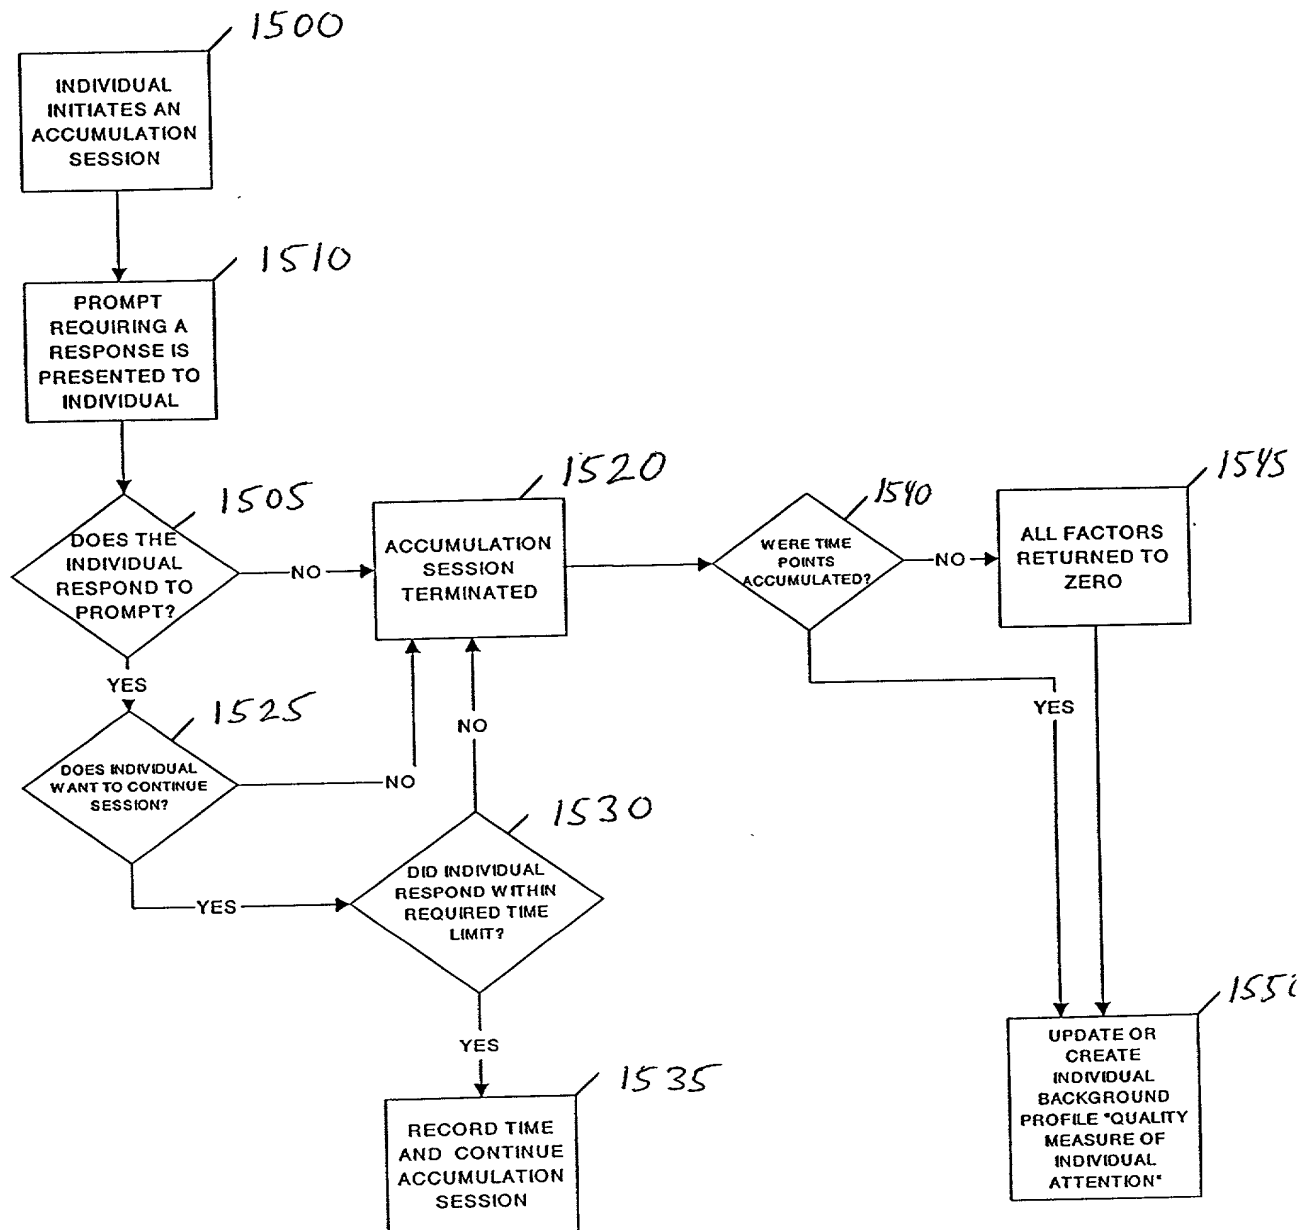 1500
INDIVIDUAL
INITIATES AN
ACCUMULATION
SESSION
1510
PROMPT
REQUIRING A
RESPONSE IS
PRESENTED TO
INDIVIDUAL
1505
DOES THE
INDIVIDUAL
RESPOND TO
PROMPT?
NO
YES
1520
ACCUMULATION
SESSION
TERMINATED
1540
WERE TIME
POINTS
ACCUMULATED?
NO
YES
1545
ALL FACTORS
RETURNED TO
ZERO
1525
DOES INDIVIDUAL
WANT TO CONTINUE
SESSION?
NO
YES
NO
1530
DID INDIVIDUAL
RESPOND WITHIN
REQUIRED TIME
LIMIT?
YES
1535
RECORD TIME
AND CONTINUE
ACCUMULATION
SESSION
1550
UPDATE OR
CREATE
INDIVIDUAL
BACKGROUND
PROFILE "QUALITY
MEASURE OF
INDIVIDUAL
ATTENTION"